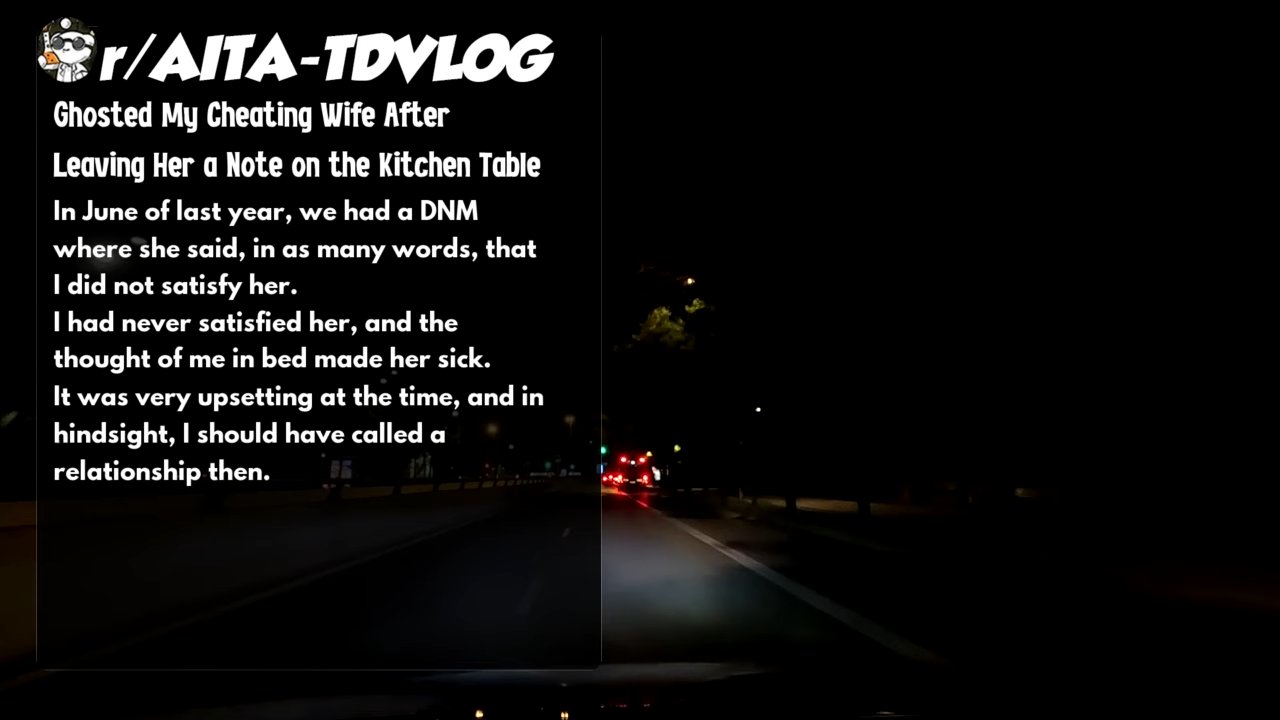 r/AITA-TDVLOG
Ghosted My Cheating Wife After
Leaving Her a Note on the Kitchen Table
In June of last year, we had a DNM
where she said, in as many words, that
I did not satisfy her.
I had never satisfied her, and the
thought of me in bed made her sick.
It was very upsetting at the time, and in
hindsight, I should have called a
relationship then.